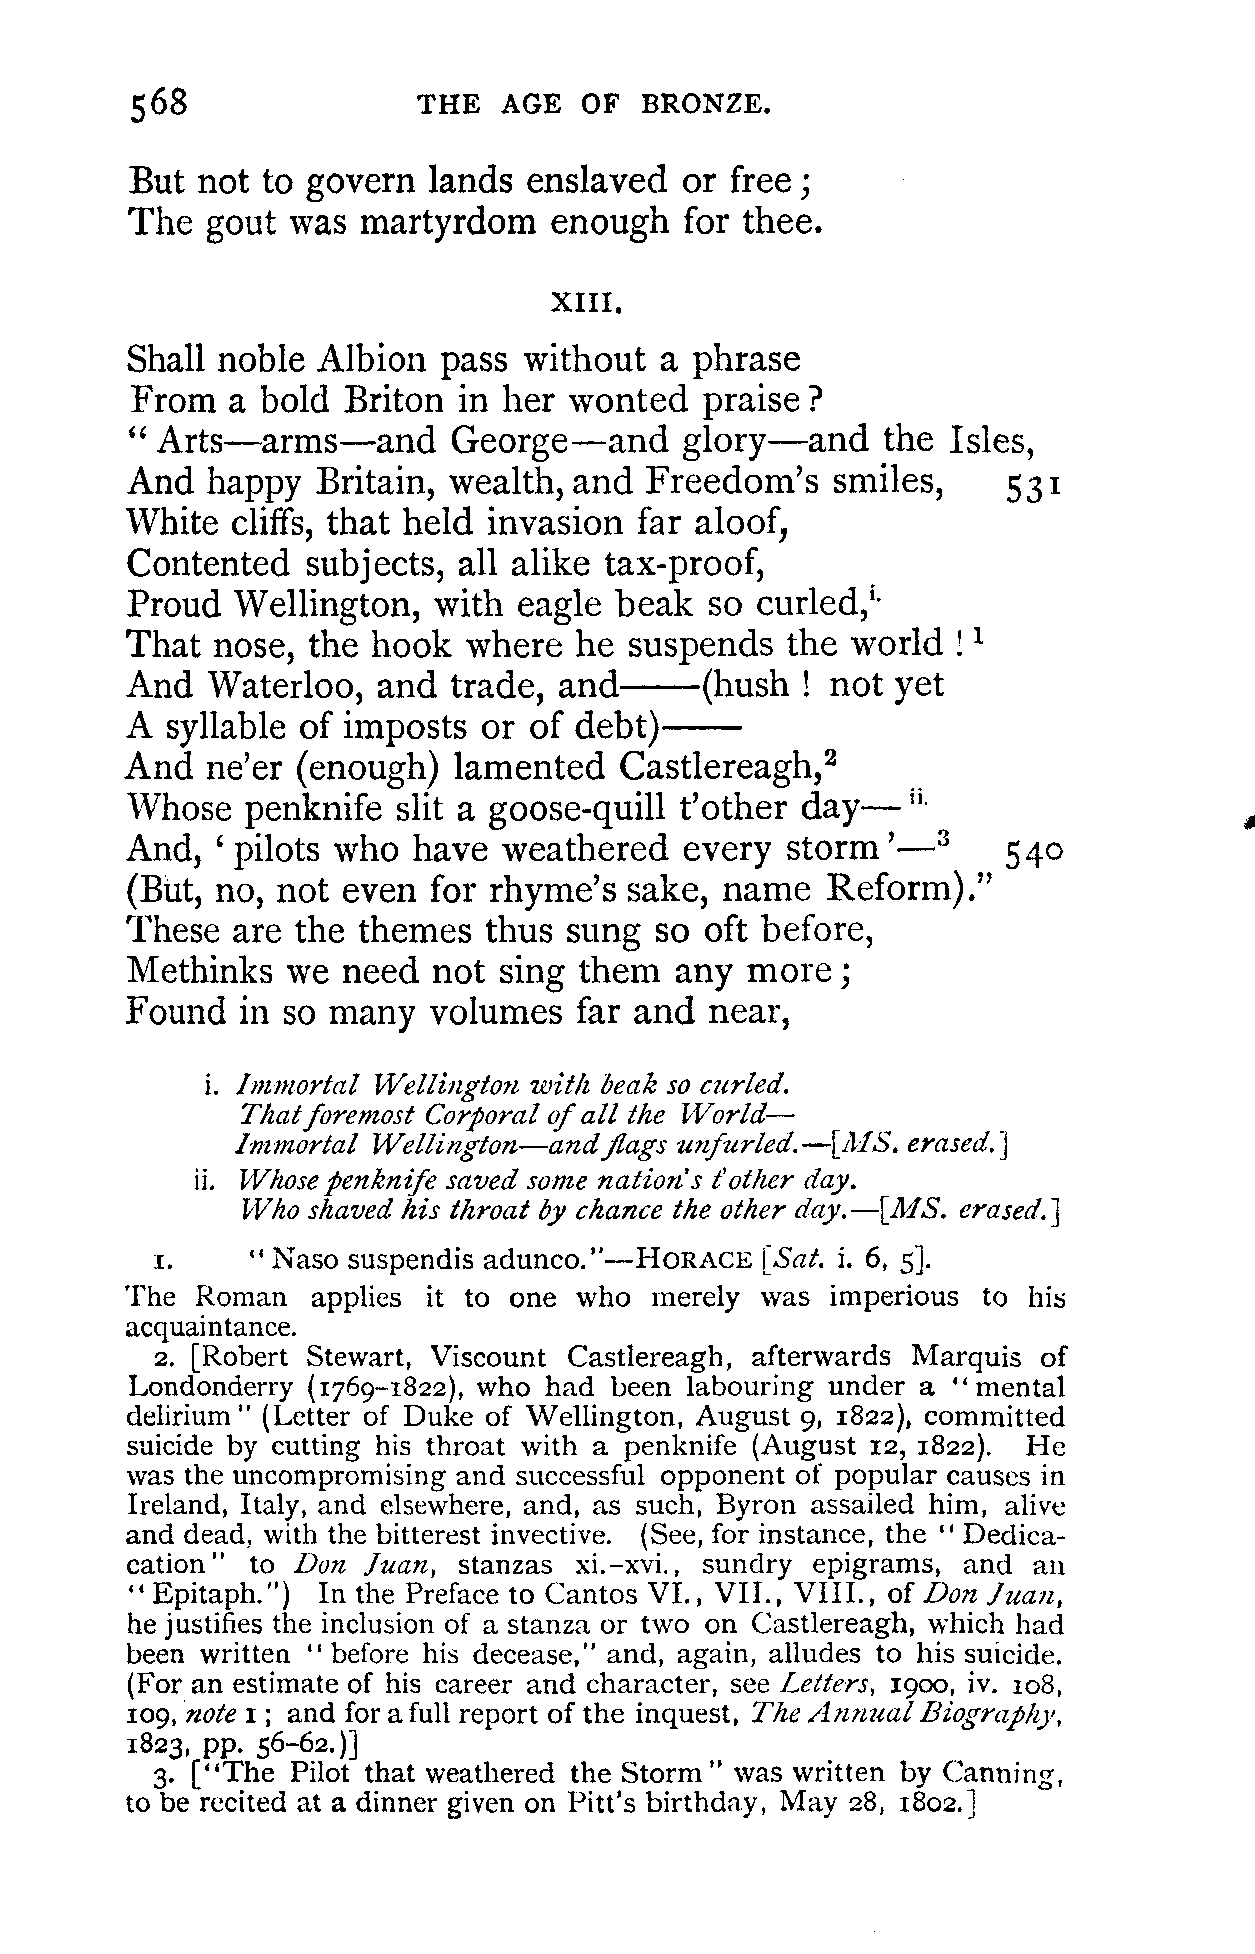 568 THE AGE OF BRONZE.
But not to govern lands enslaved or free;
The gout was martyrdom enough for thee.
XIII.
Shall noble Albion pass without a phrase
From a bold Briton in her wonted praise?
"Arts—arms—and George—and glory—and the Isles,
And happy Britain, wealth, and Freedom's smiles, 531
White cliffs, that held invasion far aloof,
Contented subjects, all alike tax-proof,
Proud Wellington, with eagle beak so curled,i.
That nose, the hook where he suspends the world!1
And Waterloo, and trade, and——(hush! not yet
A syllable of imposts or of debt)——
And ne'er (enough) lamented Castlereagh,2
Whose penknife slit a goose-quill t'other day—ii.
And, 'pilots who have weathered every storm'—3 540
(But, no, not even for rhyme's sake, name Reform)."
These are the themes thus sung so oft before,
Methinks we need not sing them any more;
Found in so many volumes far and near,
i. Immortal Wellington with beak so curled.
That foremost Corporal of all the World—
Immortal Wellington—and flags unfurled.—[MS. erased.]
ii. Whose penknife saved some nation's t'other day.
Who shaved his throat by chance the other day.—[MS. erased.]
1. "Naso suspendis adunco."—HORACE [Sat. i. 6, 5].
The Roman applies it to one who merely was imperious to his
acquaintance.
2. [Robert Stewart, Viscount Castlereagh, afterwards Marquis of
Londonderry (1769-1822), who had been labouring under a "mental
delirium" (Letter of Duke of Wellington, August 9, 1822), committed
suicide by cutting his throat with a penknife (August 12, 1822). He
was the uncompromising and successful opponent of popular causes in
Ireland, Italy, and elsewhere, and, as such, Byron assailed him, alive
and dead, with the bitterest invective. (See, for instance, the "Dedica-
cation" to Don Juan, stanzas xi.-xvi., sundry epigrams, and an
"Epitaph.") In the Preface to Cantos VI., VII., VIII., of Don Juan,
he justifies the inclusion of a stanza or two on Castlereagh, which had
been written "before his decease," and, again, alludes to his suicide.
(For an estimate of his career and character, see Letters, 1900, iv. 108,
109, note 1; and for a full report of the inquest, The Annual Biography,
1823, pp. 56-62.)]
3. ["The Pilot that weathered the Storm" was written by Canning,
to be recited at a dinner given on Pitt's birthday, May 28, 1802.]